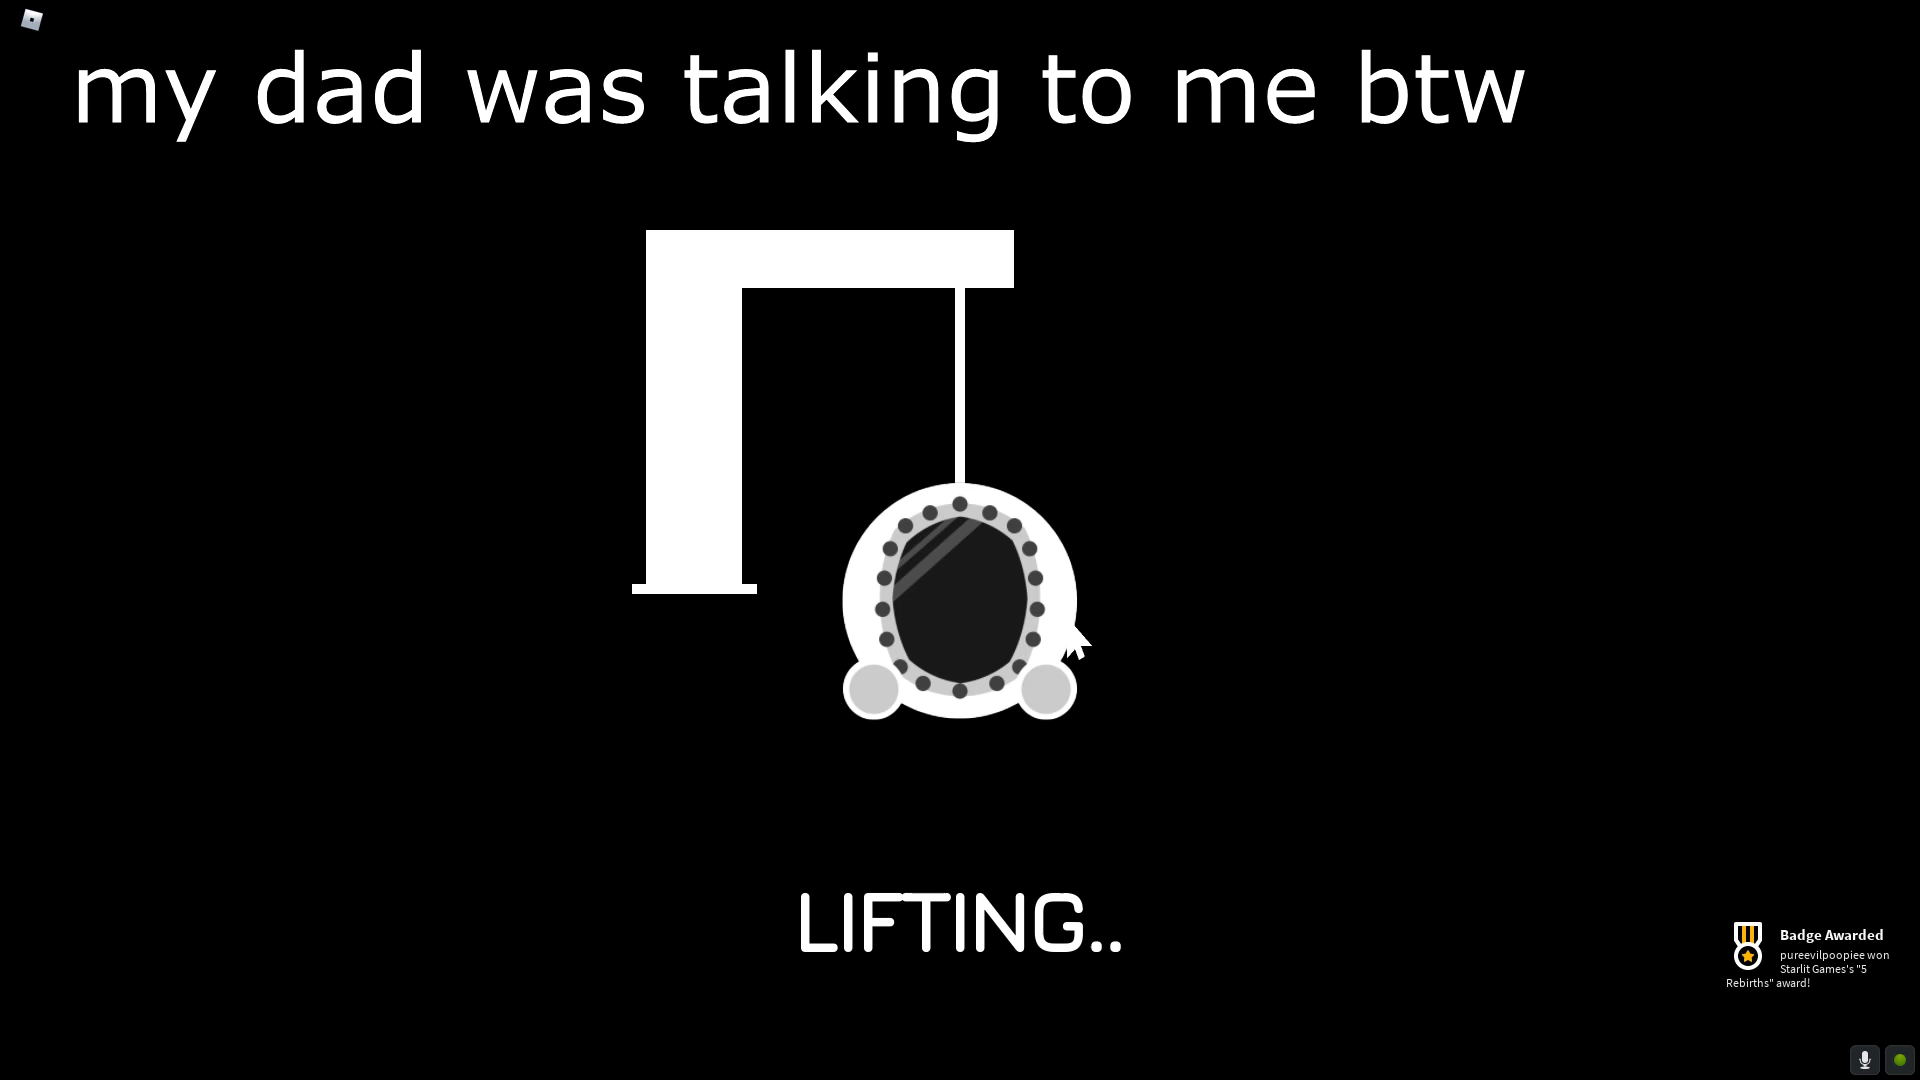 my dad was talking to me btw
LIFTING..
Badge Awarded
pureevilpoopiee won
Starlit Games's "5
Rebirths" award!